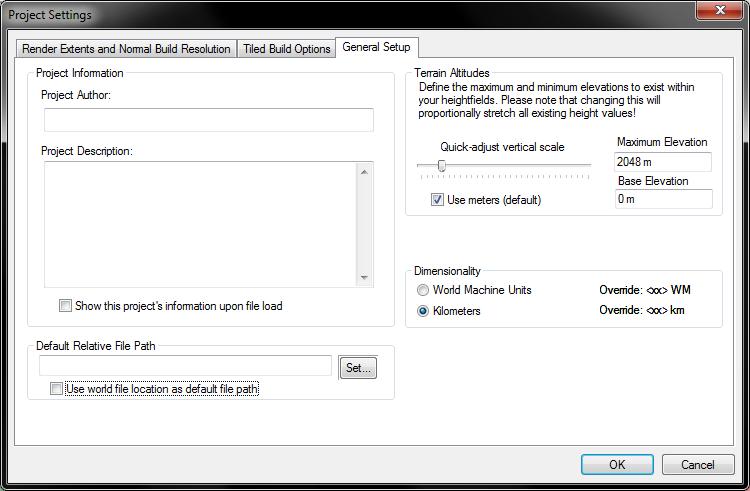 Project Settings
Render Extents and Normal Build Resolution
Tiled Build Options
General Setup
Project Information
Project Author:
Project Description:
Show this project's information upon file load
Default Relative File Path
Set...
Use world file location as default file path
Terrain Altitudes
Define the maximum and minimum elevations to exist within
your heightfields. Please note that changing this will
proportionally stretch all existing height values!
Quick-adjust vertical scale
Maximum Elevation
2048 m
Base Elevation
0 m
Use meters (default)
Dimensionality
World Machine Units
Override: <xx> WM
Kilometers
Override: <xx> km
OK
Cancel